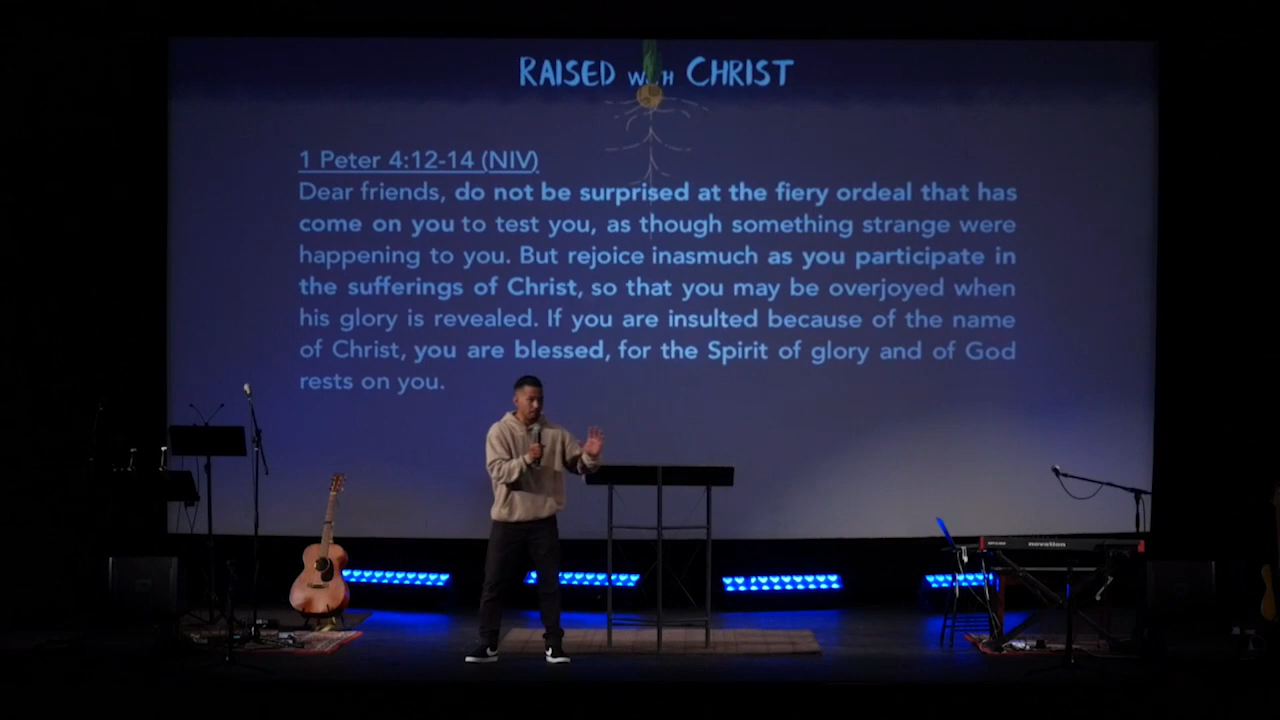 RAISED WITH CHRIST
1 Peter 4:12-14 (NIV)
Dear friends, do not be surprised at the fiery ordeal that has
come on you to test you, as though something strange were
happening to you. But rejoice inasmuch as you participate in
the sufferings of Christ, so that you may be overjoyed when
his glory is revealed. If you are insulted because of the name
of Christ, you are blessed, for the Spirit of glory and of God
rests on you.
novation